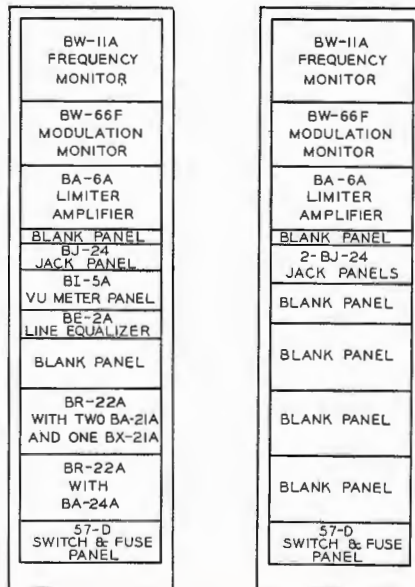 BW-11A
FREQUENCY
MONITOR
BW-66F
MODULATION
MONITOR
BA-6A
LIMITER
AMPLIFIER
BLANK PANEL
BJ-24
JACK PANEL
BI-5A
VU METER PANEL
BE-2A
LINE EQUALIZER
BLANK PANEL
BR-22A
WITH TWO BA-21A
AND ONE BX-21A
BR-22A
WITH
BA-24A
57-D
SWITCH & FUSE
PANEL
BW-11A
FREQUENCY
MONITOR
BW-66F
MODULATION
MONITOR
BA-6A
LIMITER
AMPLIFIER
BLANK PANEL
2-BJ-24
JACK PANELS
BLANK PANEL
BLANK PANEL
BLANK PANEL
BLANK PANEL
57-D
SWITCH & FUSE
PANEL